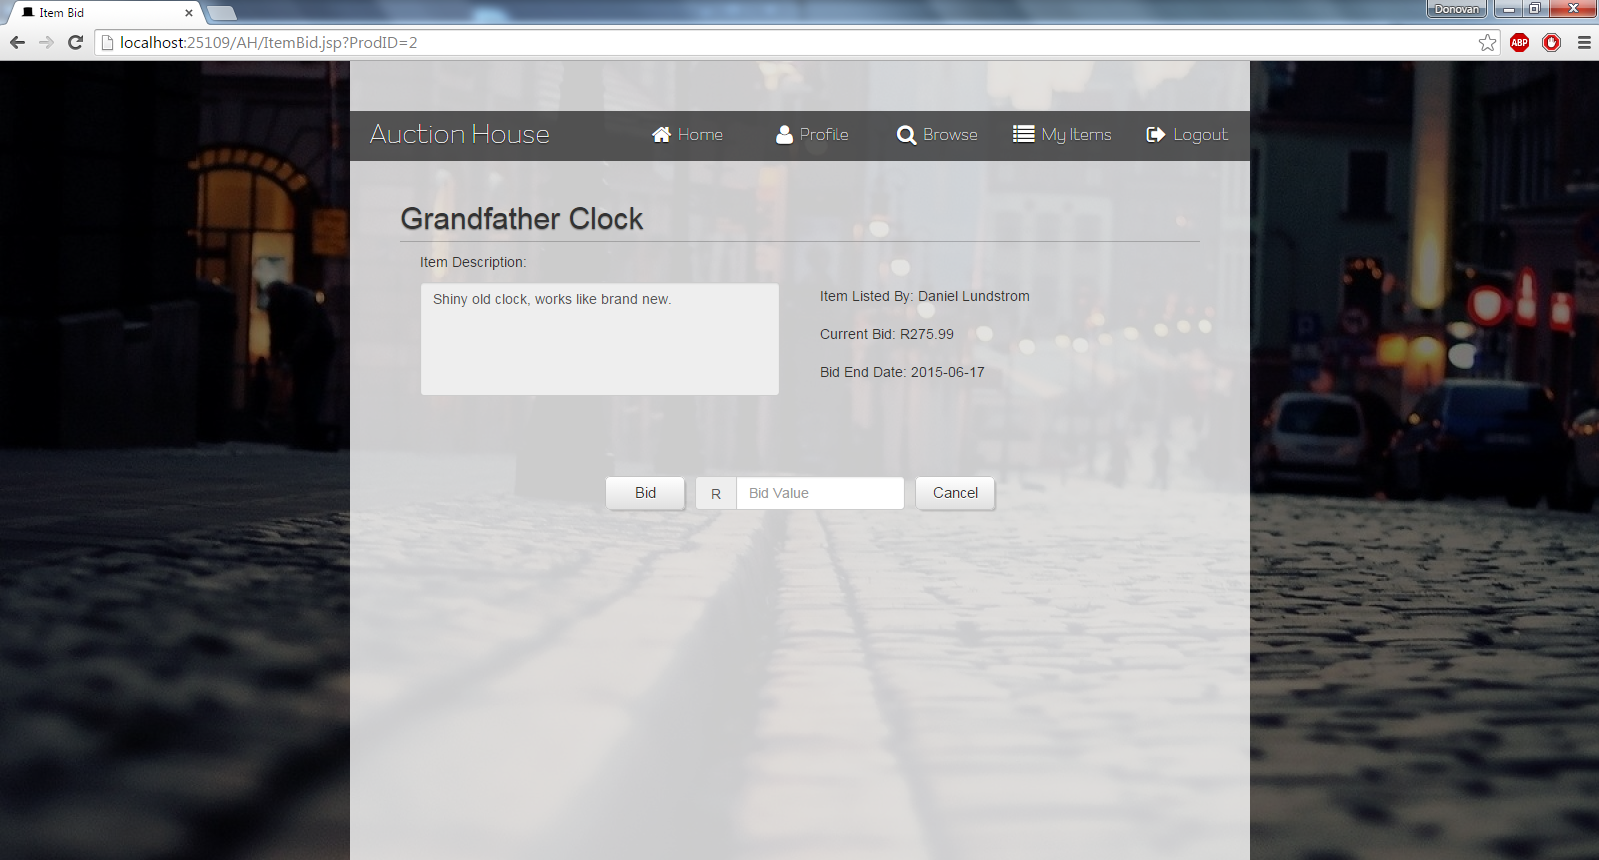 Item Bid
Donovan
localhost:25109/AH/ItemBid.jsp?ProdID=2
ABP
Auction House
Home
Profile
Browse
My Items
Logout
Grandfather Clock
Item Description:
Shiny old clock, works like brand new.
Item Listed By: Daniel Lundstrom
Current Bid: R275.99
Bid End Date: 2015-06-17
Bid
R
Bid Value
Cancel